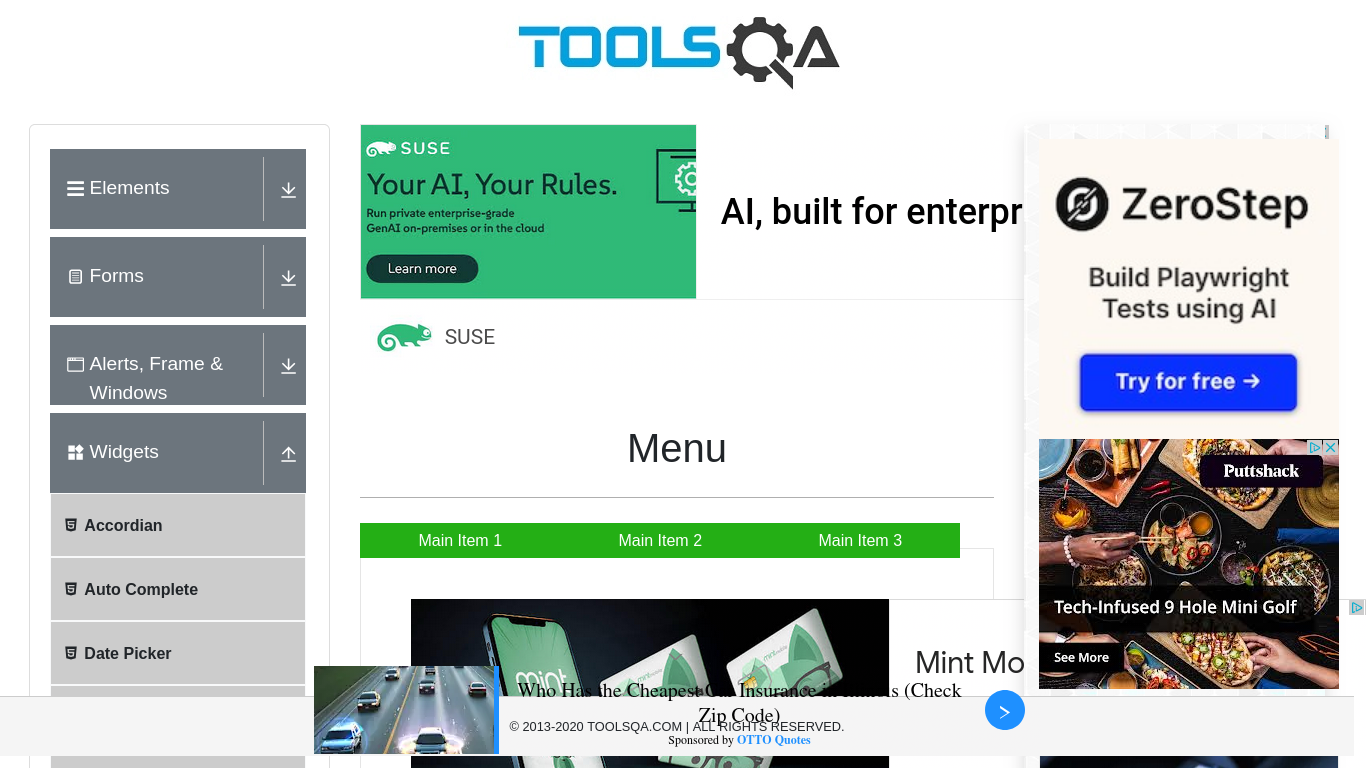 TOOLSQA
Elements
Forms
Alerts, Frame &
Windows
Widgets
Accordian
Auto Complete
Date Picker
SUSE
Your AI, Your Rules.
Run private enterprise-grade
GenAI on-premises or in the cloud
Learn more
AI, built for enterpr
SUSE
Menu
Main Item 1
Main Item 2
Main Item 3
mint
Mint Mo
Who Has the Cheapest Car Insurance in Illinois (Check
Zip Code)
© 2013-2020 TOOLSQA.COM | ALL RIGHTS RESERVED.
Sponsored by OTTO Quotes
ZeroStep
Build Playwright
Tests using AI
Try for free →
Puttshack
Tech-Infused 9 Hole Mini Golf
See More